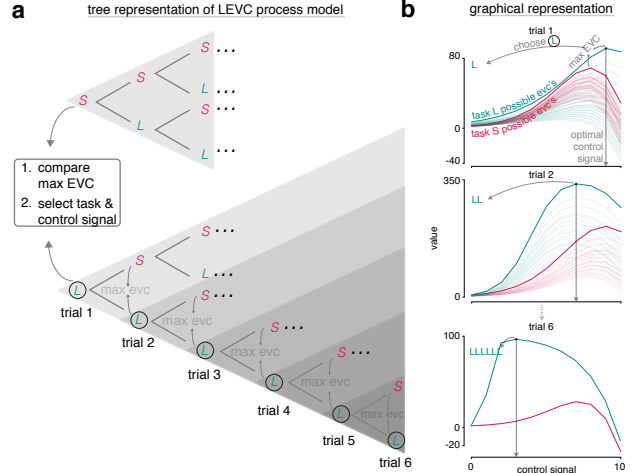 a
tree representation of LEVC process model
S
S
...
S
L
...
S
...
L
L
...
1. compare
max EVC
2. select task &
control signal
S
...
S
L
...
L
max evc
trial 1
S
...
L
max evc
trial 2
S
...
L
max evc
trial 3
S
...
L
max evc
trial 4
S
L
max evc
trial 5
L
trial 6
b
graphical representation
trial 1
choose L
max EVC
80
L
task L possible evc's
task S possible evc's
0
optimal
control
signal
-40
trial 2
350
LL
value
0
trial 6
100
LLLLLL
0
-20
0
control signal
10